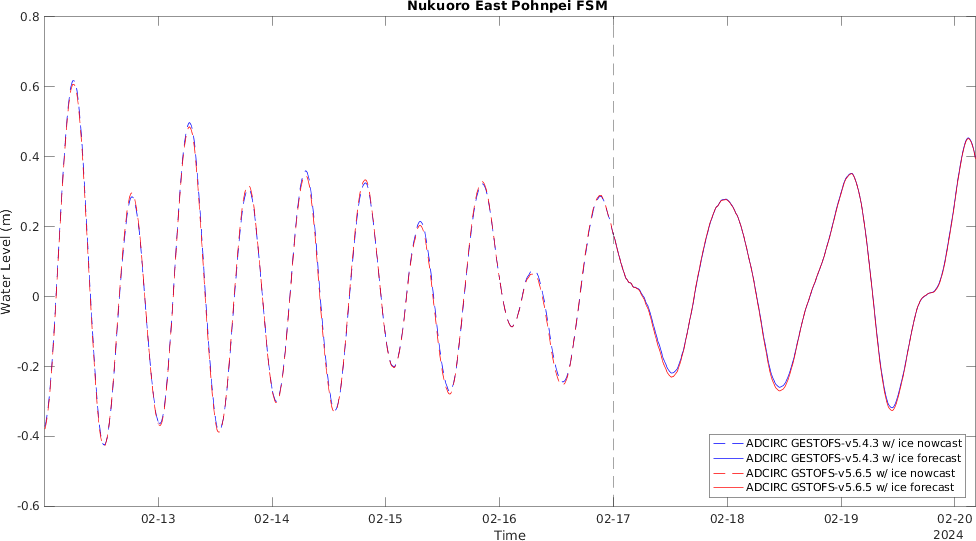 Nukuoro East Pohnpei FSM
0.8
0.6
0.4
0.2
0
-0.2
-0.4
-0.6
Water Level (m)
ADCIRC GESTOFS-v5.4.3 w/ ice nowcast
ADCIRC GESTOFS-v5.4.3 w/ ice forecast
ADCIRC GSTOFS-v5.6.5 w/ ice nowcast
ADCIRC GSTOFS-v5.6.5 w/ ice forecast
02-13 02-14 02-15 02-16 02-17 02-18 02-19 02-20
Time 2024